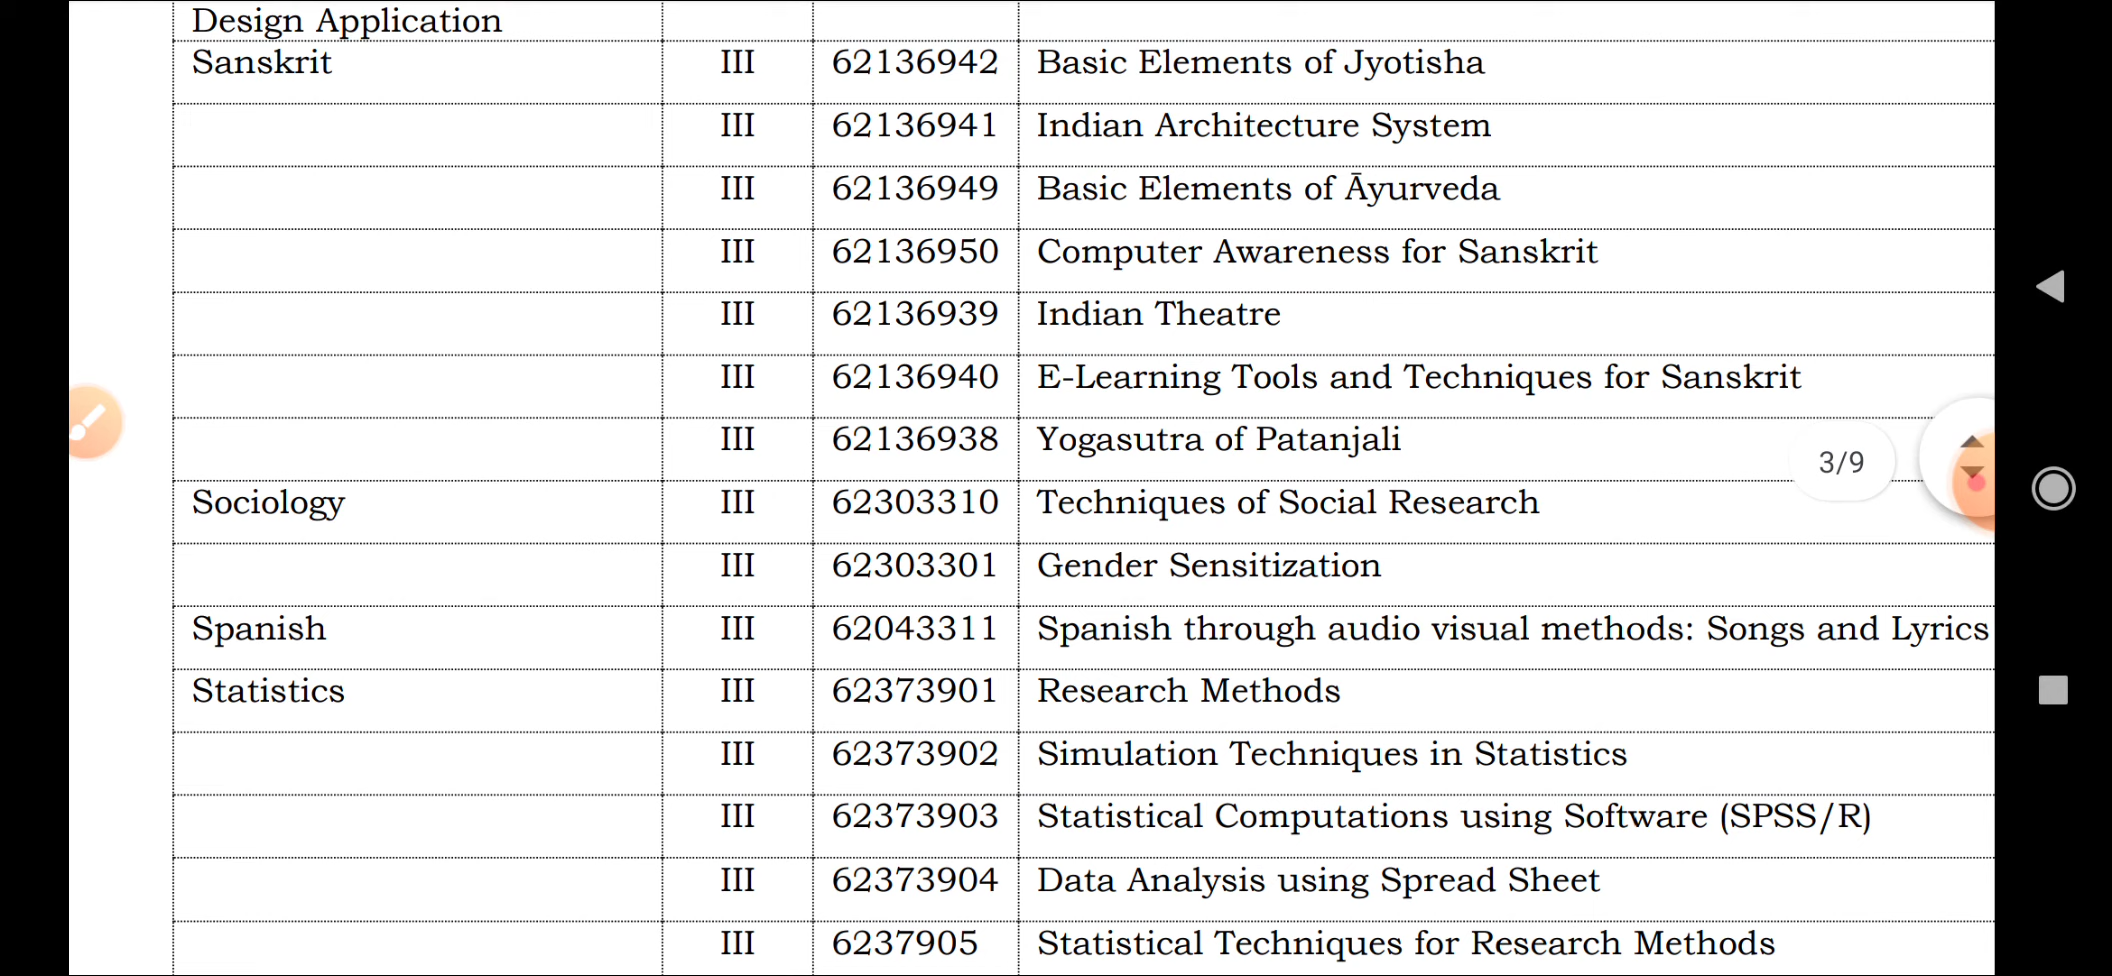 Design Application
Sanskrit III 62136942 Basic Elements of Jyotisha
III 62136941 Indian Architecture System
III 62136949 Basic Elements of Āyurveda
III 62136950 Computer Awareness for Sanskrit
III 62136939 Indian Theatre
III 62136940 E-Learning Tools and Techniques for Sanskrit
III 62136938 Yogasutra of Patanjali
3/9
Sociology III 62303310 Techniques of Social Research
III 62303301 Gender Sensitization
Spanish III 62043311 Spanish through audio visual methods: Songs and Lyrics
Statistics III 62373901 Research Methods
III 62373902 Simulation Techniques in Statistics
III 62373903 Statistical Computations using Software (SPSS/R)
III 62373904 Data Analysis using Spread Sheet
III 6237905 Statistical Techniques for Research Methods